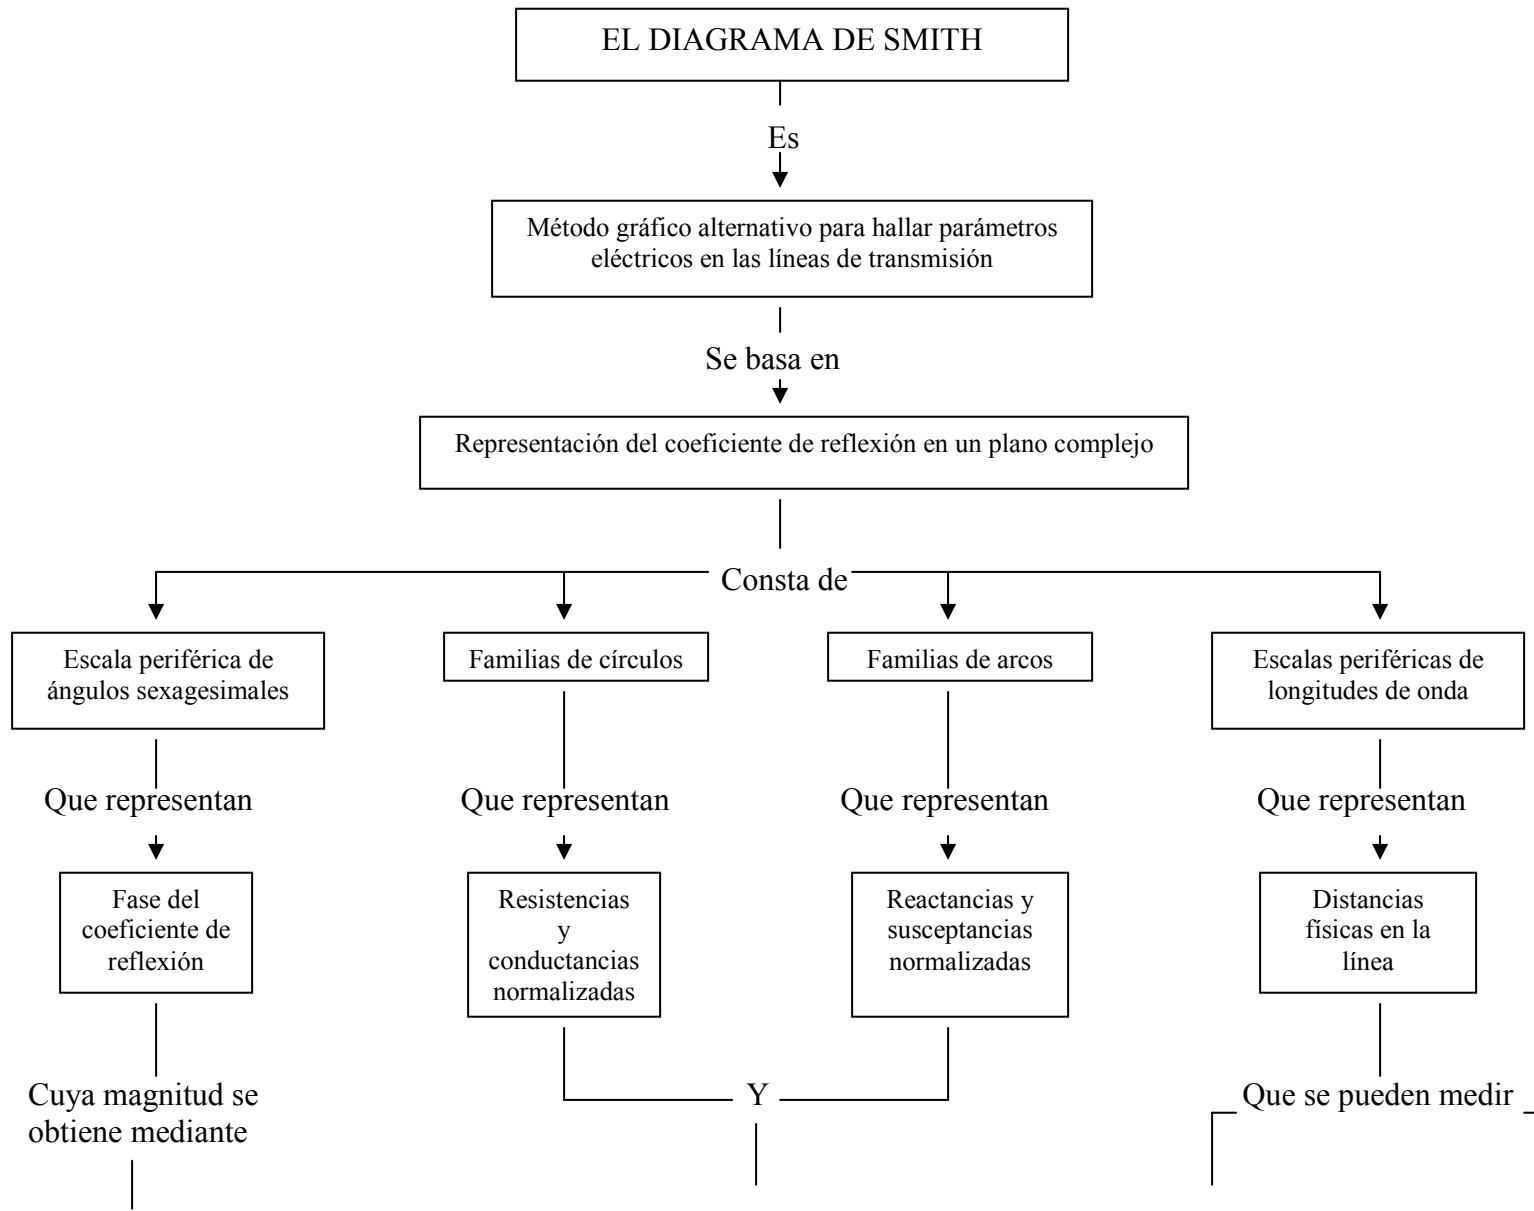 EL DIAGRAMA DE SMITH
Es
Método gráfico alternativo para hallar parámetros
eléctricos en las líneas de transmisión
Se basa en
Representación del coeficiente de reflexión en un plano complejo
Consta de
Escala periférica de
ángulos sexagesimales
Familias de círculos
Familias de arcos
Escalas periféricas de
longitudes de onda
Que representan
Que representan
Que representan
Que representan
Fase del
coeficiente de
reflexión
Resistencias
y
conductancias
normalizadas
Reactancias y
susceptancias
normalizadas
Distancias
físicas en la
línea
Cuya magnitud se
obtiene mediante
Y
Que se pueden medir